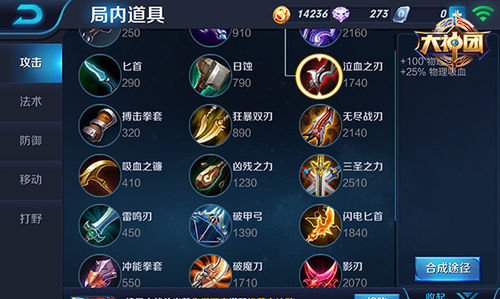 局内道具
14236
273
0
大神团
攻击
法术
防御
移动
打野
250
910
2160
匕首
290
日蚀
790
泣血之刃
1740
+100 物理
+25% 物理吸血
搏击拳套
320
狂暴双刃
890
无尽战刃
2140
吸血之镰
410
凶残之力
1230
三圣之力
2510
雷鸣刃
450
破甲弓
1390
闪电匕首
1840
冲能拳套
550
破魔刀
1710
影刃
2070
合成途径
收起